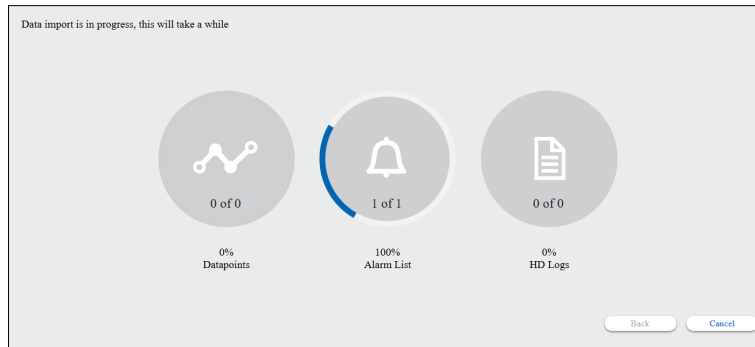 Data import is in progress, this will take a while
0 of 0
1 of 1
0 of 0
0%
Datapoints
100%
Alarm List
0%
HD Logs
Back
Cancel